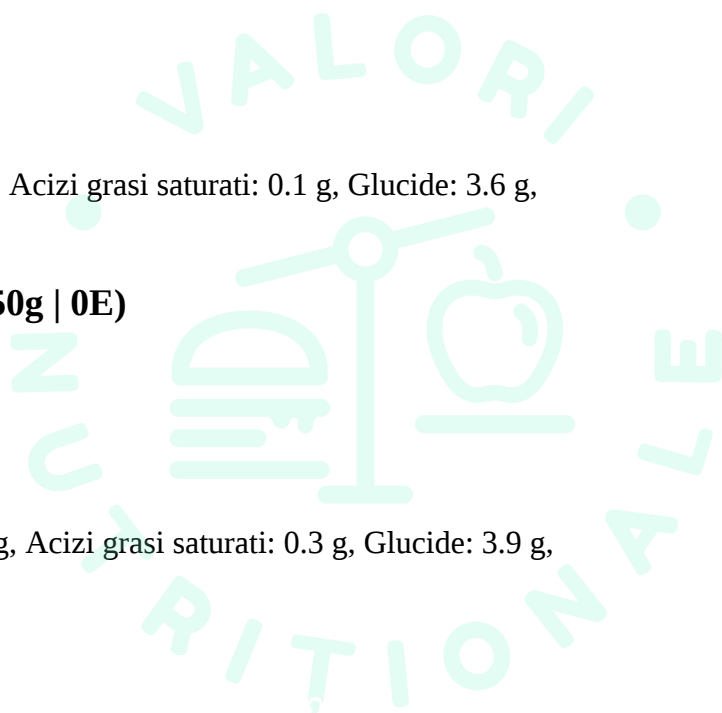 VALORI
Acizi grasi saturati: 0.1 g, Glucide: 3.6 g,
50g | 0E)
g, Acizi grasi saturati: 0.3 g, Glucide: 3.9 g,
NUTRIȚIONALE